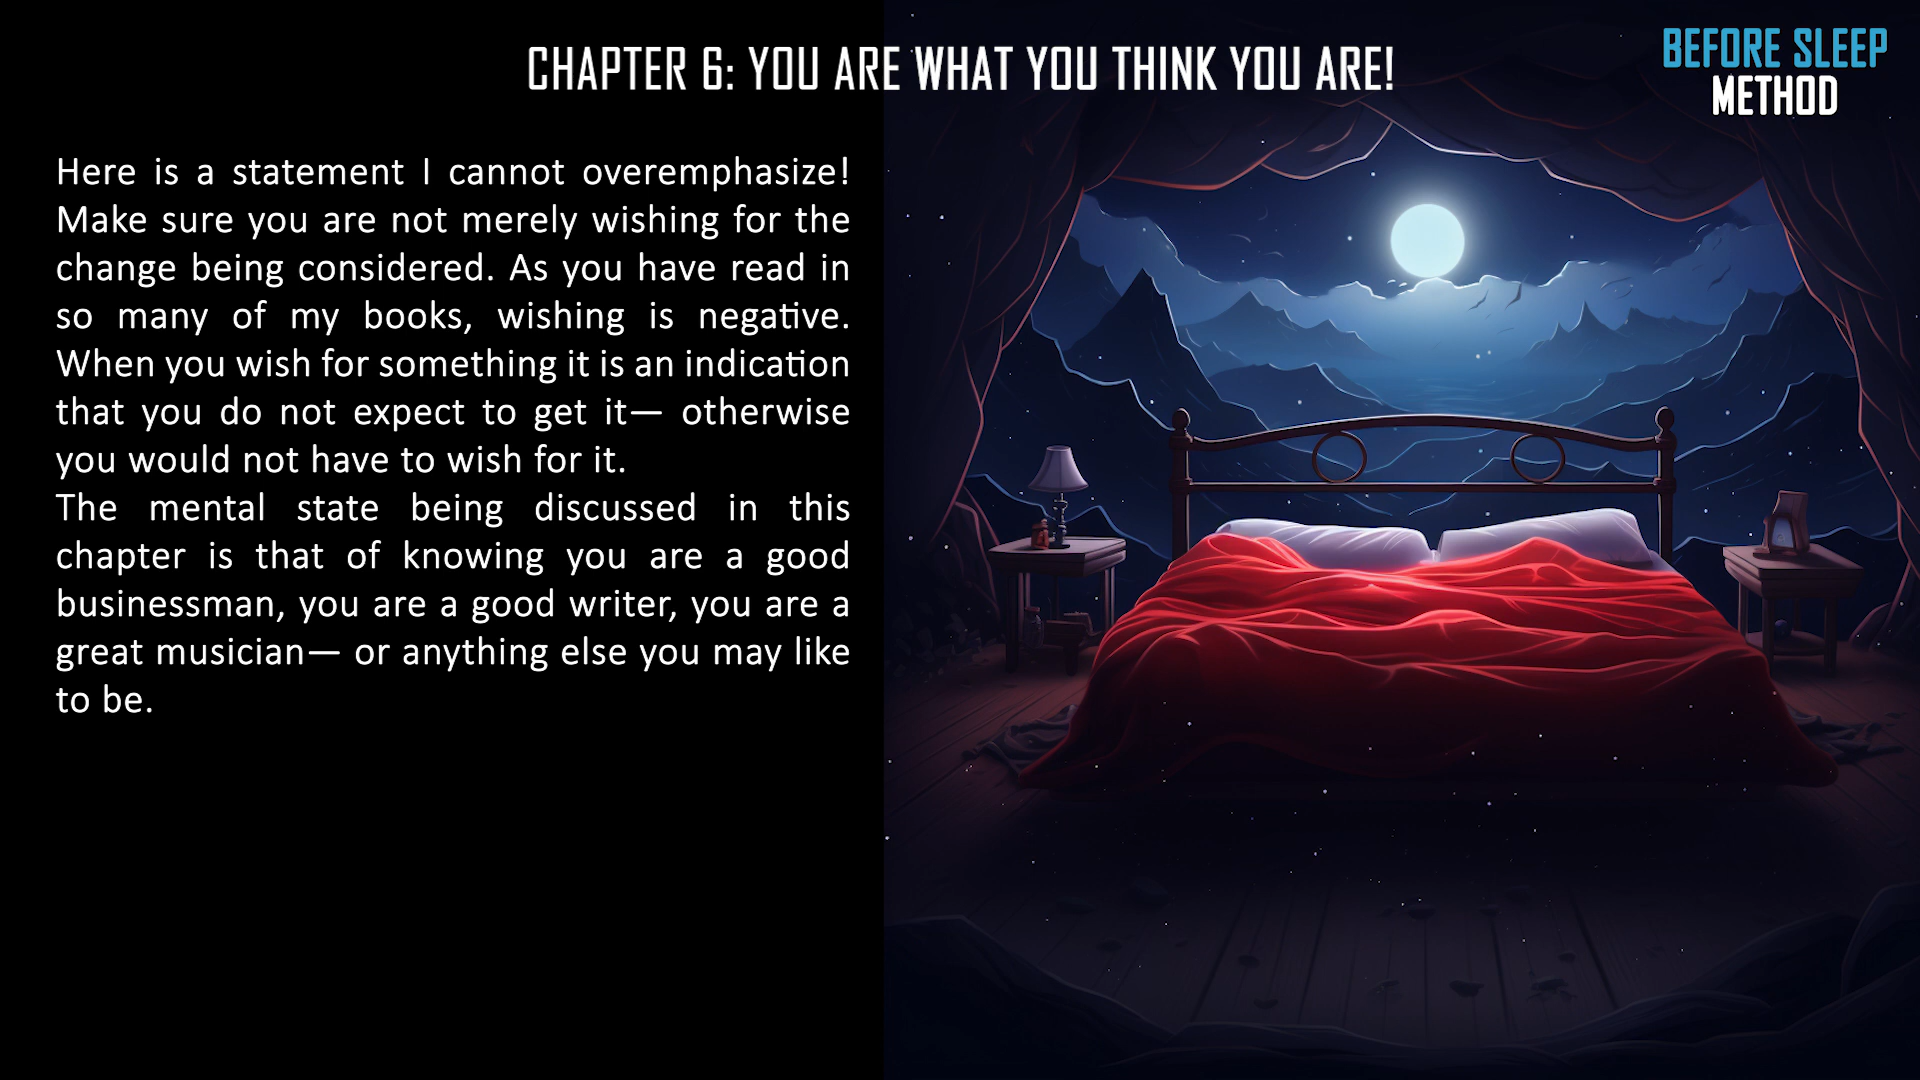 CHAPTER 6: YOU ARE WHAT YOU THINK YOU ARE!
BEFORE SLEEP
METHOD
Here is a statement I cannot overemphasize!
Make sure you are not merely wishing for the
change being considered. As you have read in
so many of my books, wishing is negative.
When you wish for something it is an indication
that you do not expect to get it— otherwise
you would not have to wish for it.
The mental state being discussed in this
chapter is that of knowing you are a good
businessman, you are a good writer, you are a
great musician— or anything else you may like
to be.